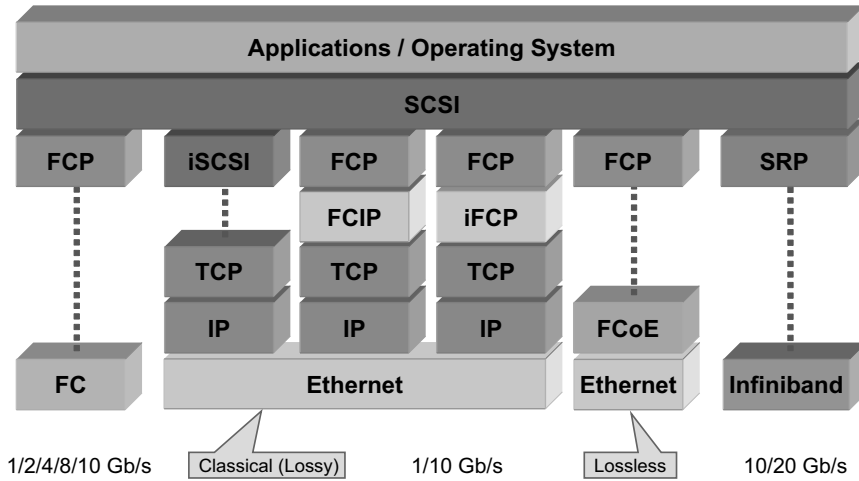 Applications / Operating System
SCSI
FCP iSCSI FCP FCP FCP SRP
FCIP iFCP
TCP TCP TCP
IP IP IP FCoE
FC Ethernet Ethernet Infiniband
1/2/4/8/10 Gb/s Classical (Lossy) 1/10 Gb/s Lossless 10/20 Gb/s